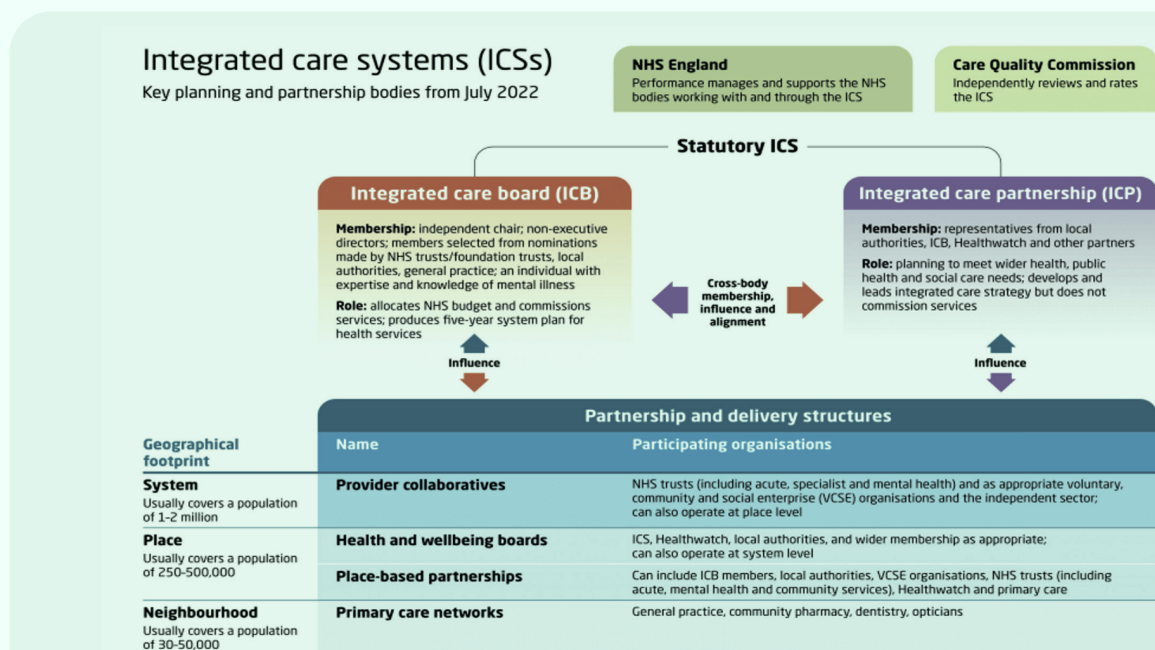 Integrated care systems (ICSs)
Key planning and partnership bodies from July 2022
NHS England
Performance manages and supports the NHS
bodies working with and through the ICS
Care Quality Commission
Independently reviews and rates
the ICS
Statutory ICS
Integrated care board (ICB)
Membership: independent chair; non-executive
directors; members selected from nominations
made by NHS trusts/foundation trusts, local
authorities, general practice; an individual with
expertise and knowledge of mental illness
Role: allocates NHS budget and commissions
services; produces five-year system plan for
health services
Cross-body
membership,
influence and
alignment
Integrated care partnership (ICP)
Membership: representatives from local
authorities, ICB, Healthwatch and other partners
Role: planning to meet wider health, public
health and social care needs; develops and
leads integrated care strategy but does not
commission services
Influence
Influence
Partnership and delivery structures
Geographical
footprint
Name
Participating organisations
System
Usually covers a population
of 1–2 million
Provider collaboratives
NHS trusts (including acute, specialist and mental health) and as appropriate voluntary,
community and social enterprise (VCSE) organisations and the independent sector;
can also operate at place level
Place
Usually covers a population
of 250-500,000
Health and wellbeing boards
ICS, Healthwatch, local authorities, and wider membership as appropriate;
can also operate at system level
Place-based partnerships
Can include ICB members, local authorities, VCSE organisations, NHS trusts (including
acute, mental health and community services), Healthwatch and primary care
Neighbourhood
Usually covers a population
of 30-50,000
Primary care networks
General practice, community pharmacy, dentistry, opticians